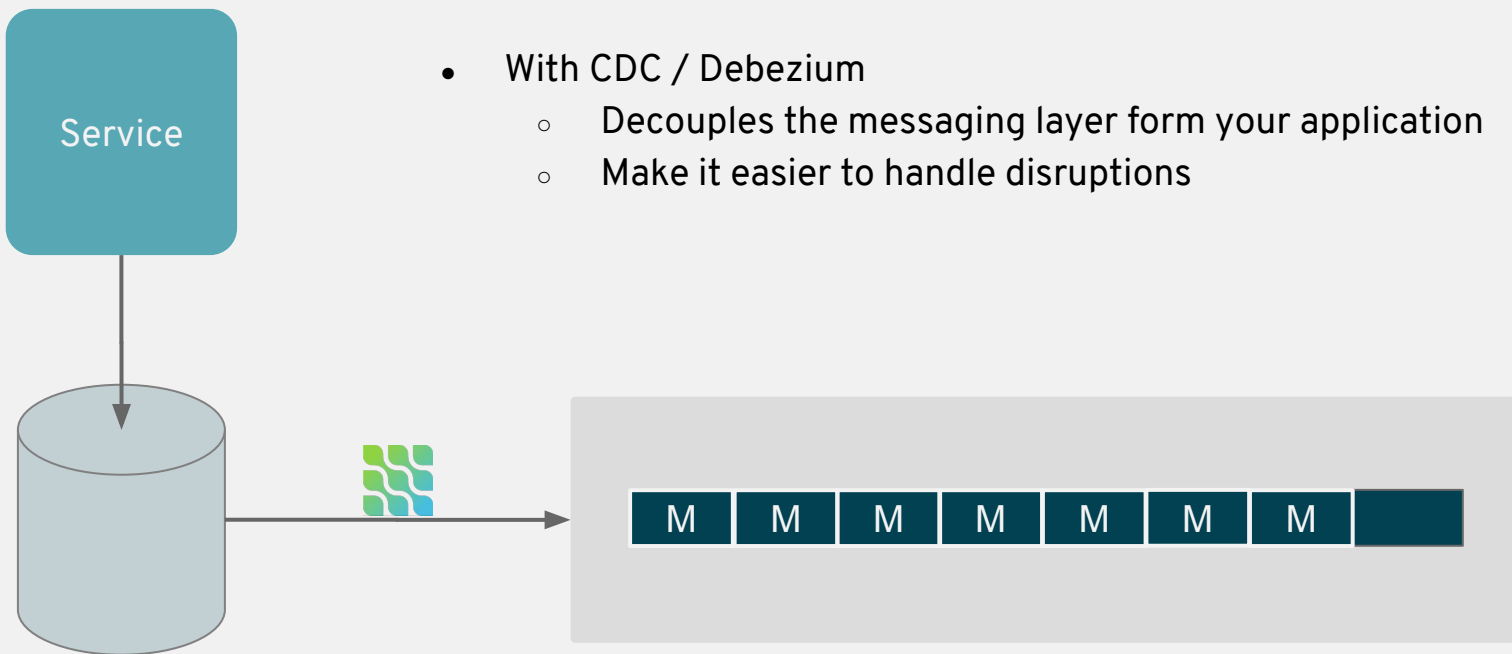 Service
● With CDC / Debezium
○ Decouples the messaging layer form your application
○ Make it easier to handle disruptions
M M M M M M M